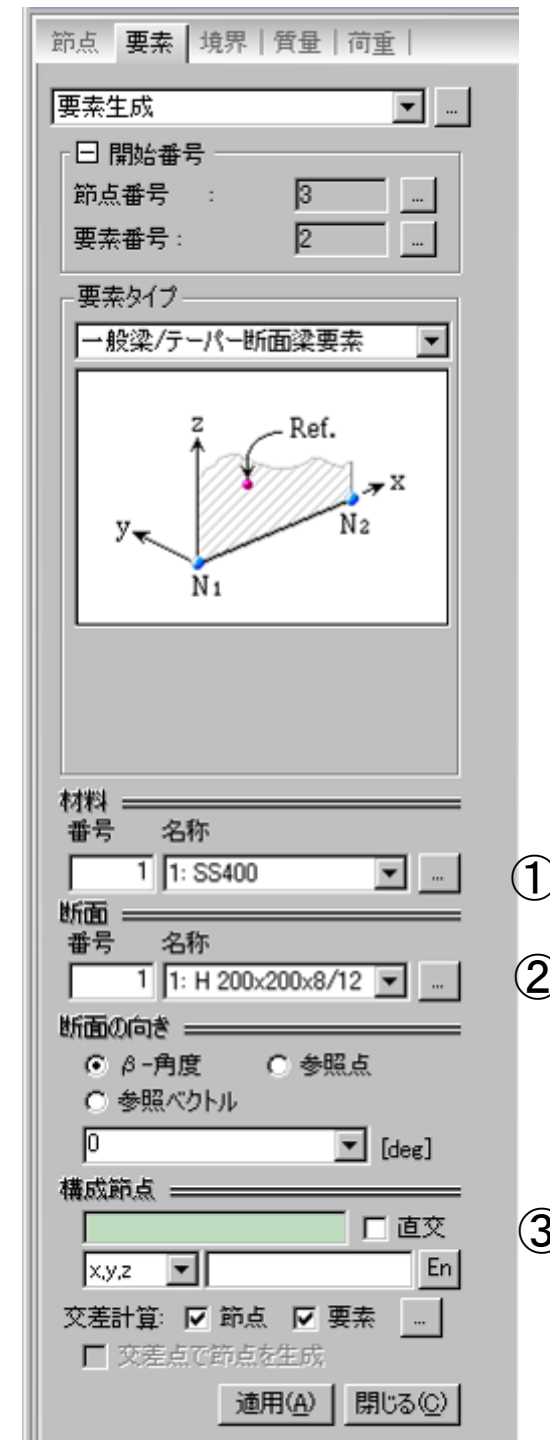 節点 要素 境界 質量 荷重
要素生成 ...
開始番号
節点番号 : 3 ...
要素番号 : 2 ...
要素タイプ
一般梁/テーパー断面梁要素
z Ref.
x
y N2
N1
材料
番号 名称
1 1: SS400 ... ①
断面
番号 名称
1 1: H 200x200x8/12 ... ②
断面の向き
β-角度 参照点
参照ベクトル
0 [deg]
構成節点
直交 ③
x,y,z En
交差計算: 節点 要素 ...
交差点で節点を生成
適用(A) 閉じる(C)